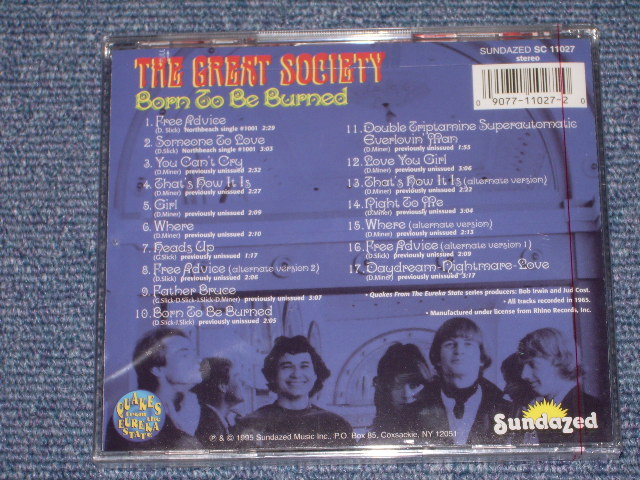 THE GREAT SOCIETY
Born To Be Burned
SUNDAZED SC 11027
stereo
0 9077-11027-2 0
1. Free Advice
(D. Slick) Northbeach single #1001 2:29
2. Someone To Love
(D.Slick) Northbeach single #1001 3:03
3. You Can't Cry
(D.Miner) previously unissued 2:32
4. That's How It Is
(D.Miner) previously unissued 2:27
5. Girl
(D.Miner) previously unissued 2:09
6. Where
(D.Miner) previously unissued 2:10
7. Heads Up
(G.Slick) previously unissued 1:17
8. Free Advice (alternate version 2)
(D.Slick) previously unissued 2:08
9. Father Bruce
(G.Slick-D.Slick-J.Slick-D.Miner) previously unissued 3:07
10. Born To Be Burned
(D.Slick-J.Slick) previously unissued 2:05
11. Double Triptamine Superautomatic
Everlovin' Man
(D.Miner) previously unissued 1:53
12. Love You Girl
(D.Miner) previously unissued 3:06
13. That's How It Is (alternate version)
(D.Miner) previously unissued 2:22
14. Right To Me
(D.Miner) previously unissued 3:04
15. Where (alternate version)
(D.Miner) previously unissued 2:13
16. Free Advice (alternate version 1)
(D.Slick) previously unissued 2:09
17. Daydream-Nightmare-Love
(D.Miner) previously unissued 3:17
• Quakes From The Eureka State series producers: Bob Irwin and Jud Cost.
• All tracks recorded in 1965.
• Manufactured under license from Rhino Records, Inc.
QUAKES
from the
EUREKA
STATE
Sundazed
℗ & © 1995 Sundazed Music Inc., P.O. Box 85, Coxsackie, NY 12051